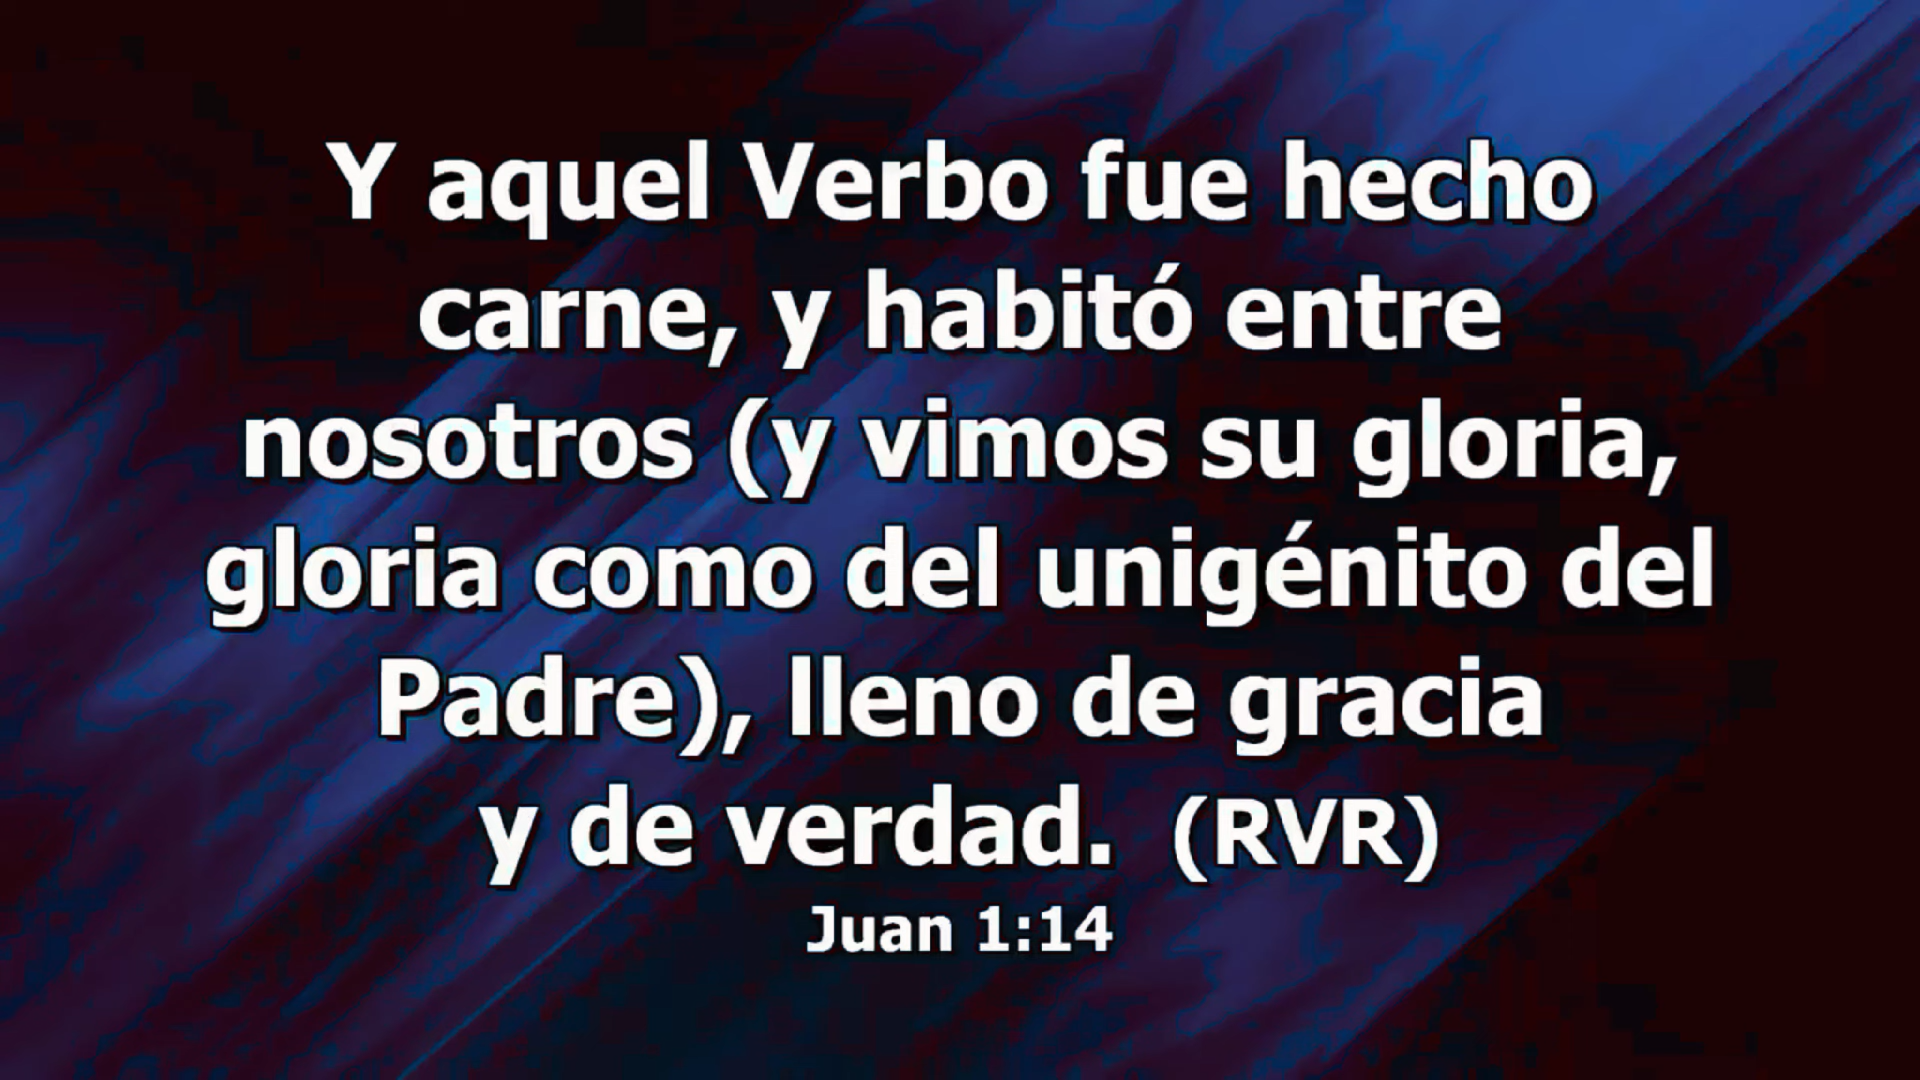 Y aquel Verbo fue hecho
carne, y habitó entre
nosotros (y vimos su gloria,
gloria como del unigénito del
Padre), lleno de gracia
y de verdad. (RVR)
Juan 1:14